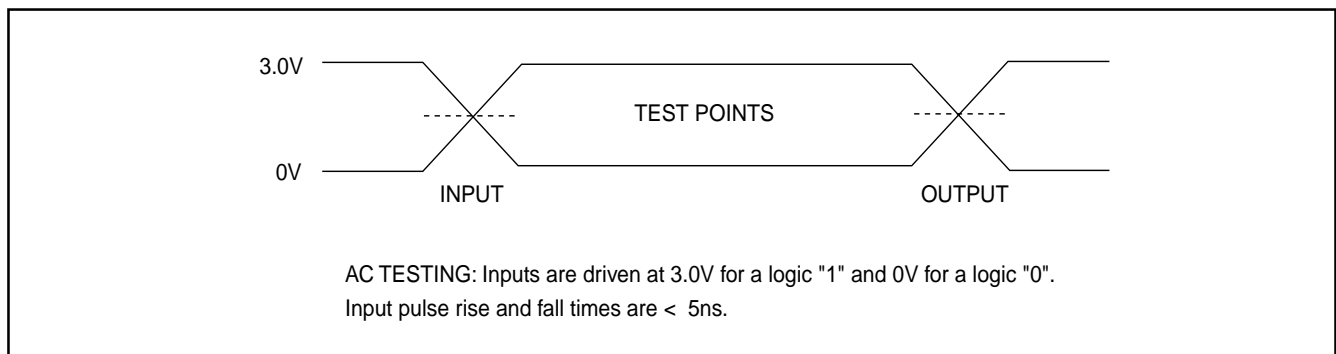 3.0V
TEST POINTS
0V
INPUT
OUTPUT
AC TESTING: Inputs are driven at 3.0V for a logic "1" and 0V for a logic "0".
Input pulse rise and fall times are < 5ns.